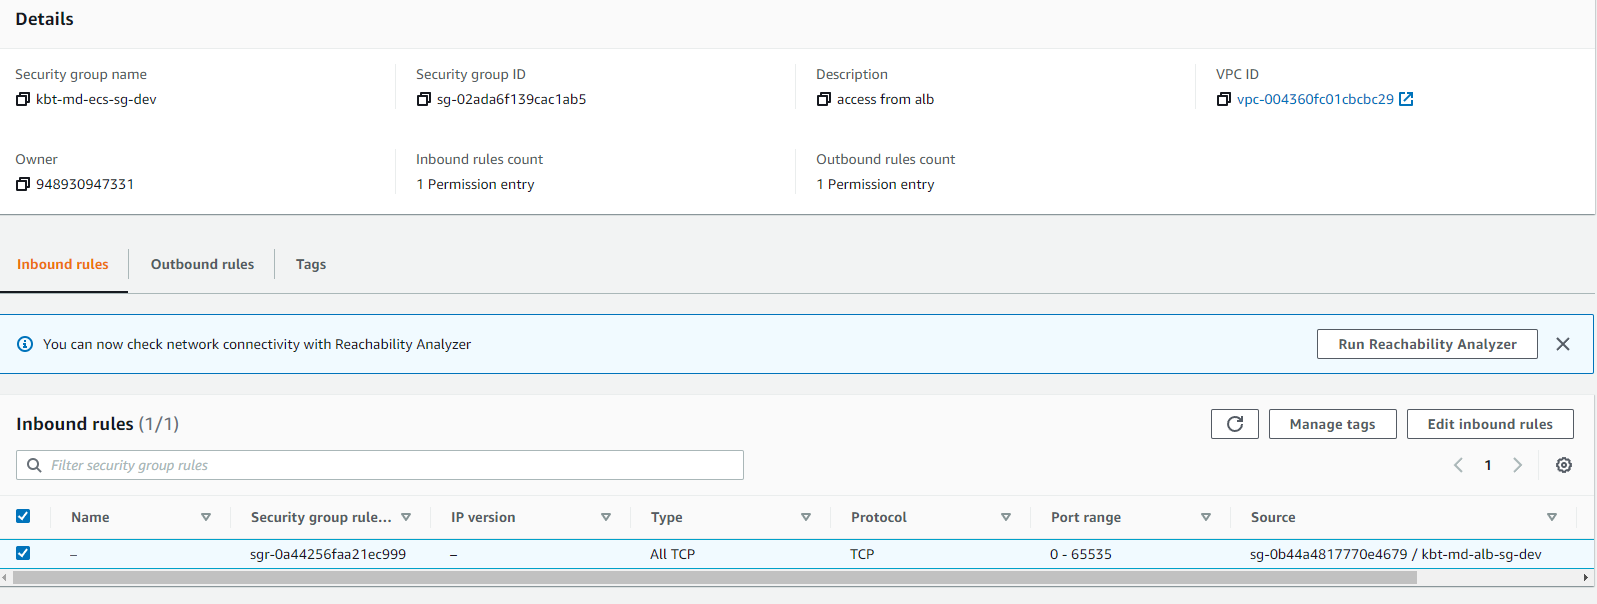 Details
Security group name
kbt-md-ecs-sg-dev
Security group ID
sg-02ada6f139cac1ab5
Description
access from alb
VPC ID
vpc-004360fc01cbcbc29
Owner
948930947331
Inbound rules count
1 Permission entry
Outbound rules count
1 Permission entry
Inbound rules
Outbound rules
Tags
You can now check network connectivity with Reachability Analyzer
Run Reachability Analyzer
Inbound rules (1/1)
Manage tags
Edit inbound rules
Filter security group rules
1
Name
Security group rule...
IP version
Type
Protocol
Port range
Source
–
sgr-0a44256faa21ec999
–
All TCP
TCP
0 - 65535
sg-0b44a4817770e4679 / kbt-md-alb-sg-dev